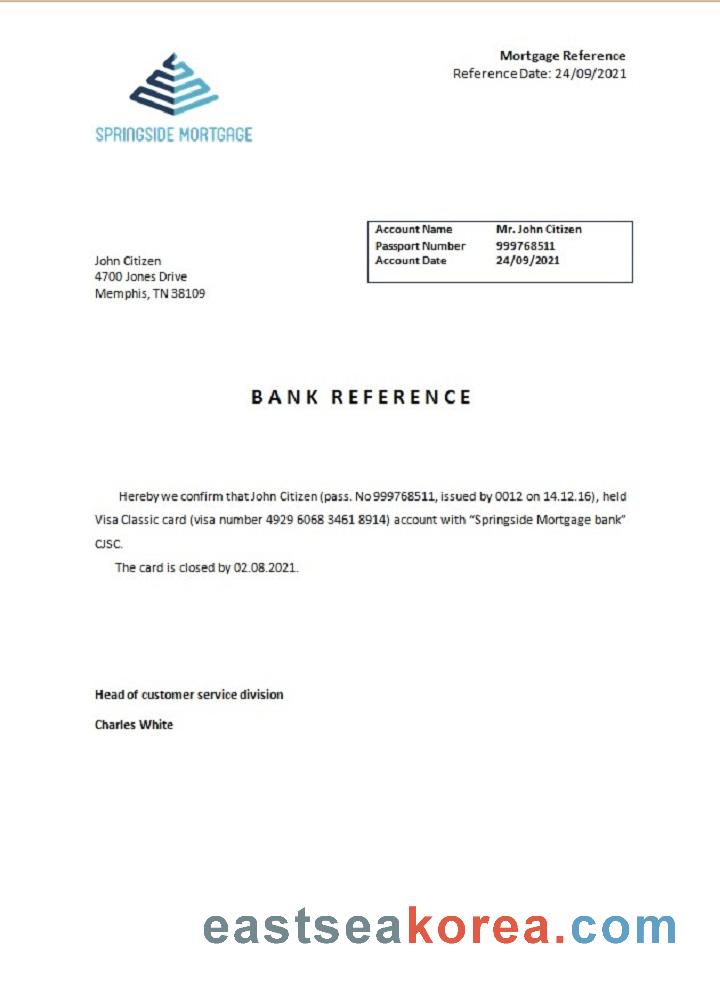 SPRINGSIDE MORTGAGE
Mortgage Reference
Reference Date: 24/09/2021
Account Name Mr. John Citizen
Passport Number 999768511
Account Date 24/09/2021
John Citizen
4700 Jones Drive
Memphis, TN 38109
BANK REFERENCE
Hereby we confirm that John Citizen (pass. No 999768511, issued by 0012 on 14.12.16), held
Visa Classic card (visa number 4929 6068 3461 8914) account with “Springside Mortgage bank”
CJSC.
The card is closed by 02.08.2021.
Head of customer service division
Charles White
eastseakorea.com